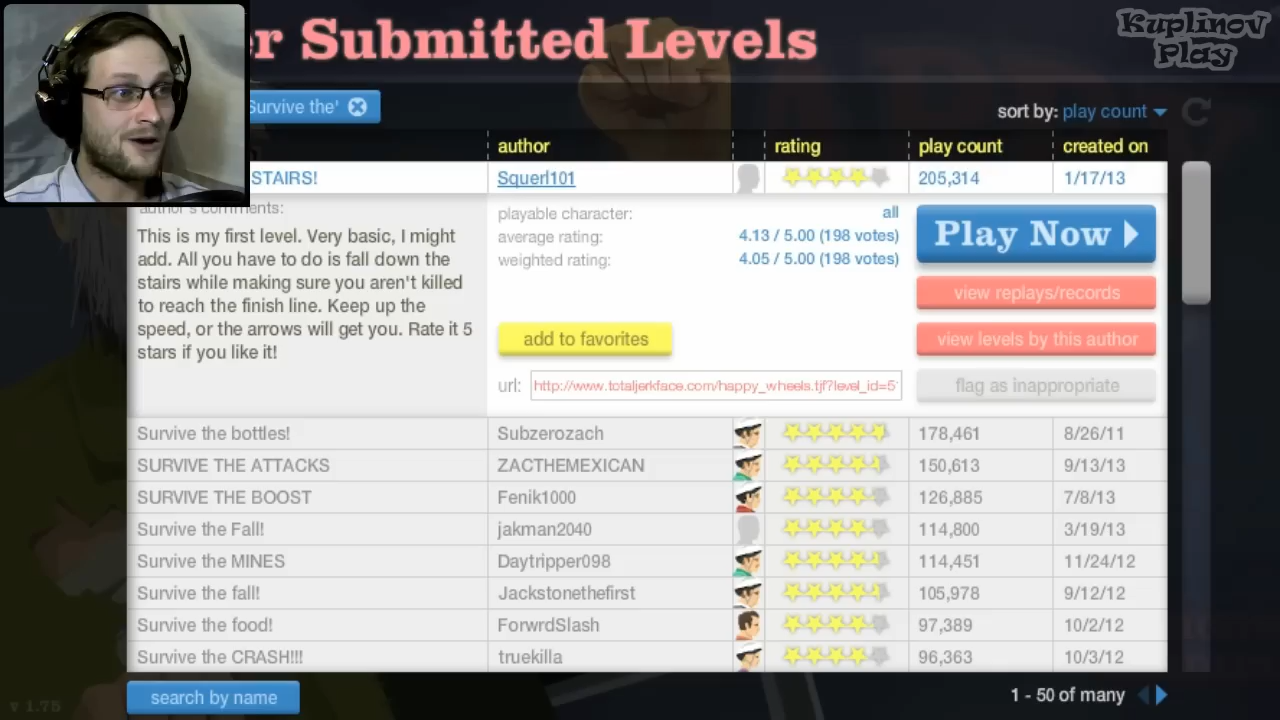 Kuplinov
Play
er Submitted Levels
Survive the'
sort by: play count
author rating play count created on
STAIRS! Squerl101 205,314 1/17/13
author's comments:
This is my first level. Very basic, I might
add. All you have to do is fall down the
stairs while making sure you aren't killed
to reach the finish line. Keep up the
speed, or the arrows will get you. Rate it 5
stars if you like it!
playable character: all
average rating: 4.13 / 5.00 (198 votes)
weighted rating: 4.05 / 5.00 (198 votes)
add to favorites
url: http://www.totaljerkface.com/happy_wheels.tjf?level_id=5
Play Now
view replays/records
view levels by this author
flag as inappropriate
Survive the bottles! Subzerozach 178,461 8/26/11
SURVIVE THE ATTACKS ZACTHEMEXICAN 150,613 9/13/13
SURVIVE THE BOOST Fenik1000 126,885 7/8/13
Survive the Fall! jakman2040 114,800 3/19/13
Survive the MINES Daytripper098 114,451 11/24/12
Survive the fall! Jackstonethefirst 105,978 9/12/12
Survive the food! ForwrdSlash 97,389 10/2/12
Survive the CRASH!!! truekilla 96,363 10/3/12
search by name
1 - 50 of many
v 1.75